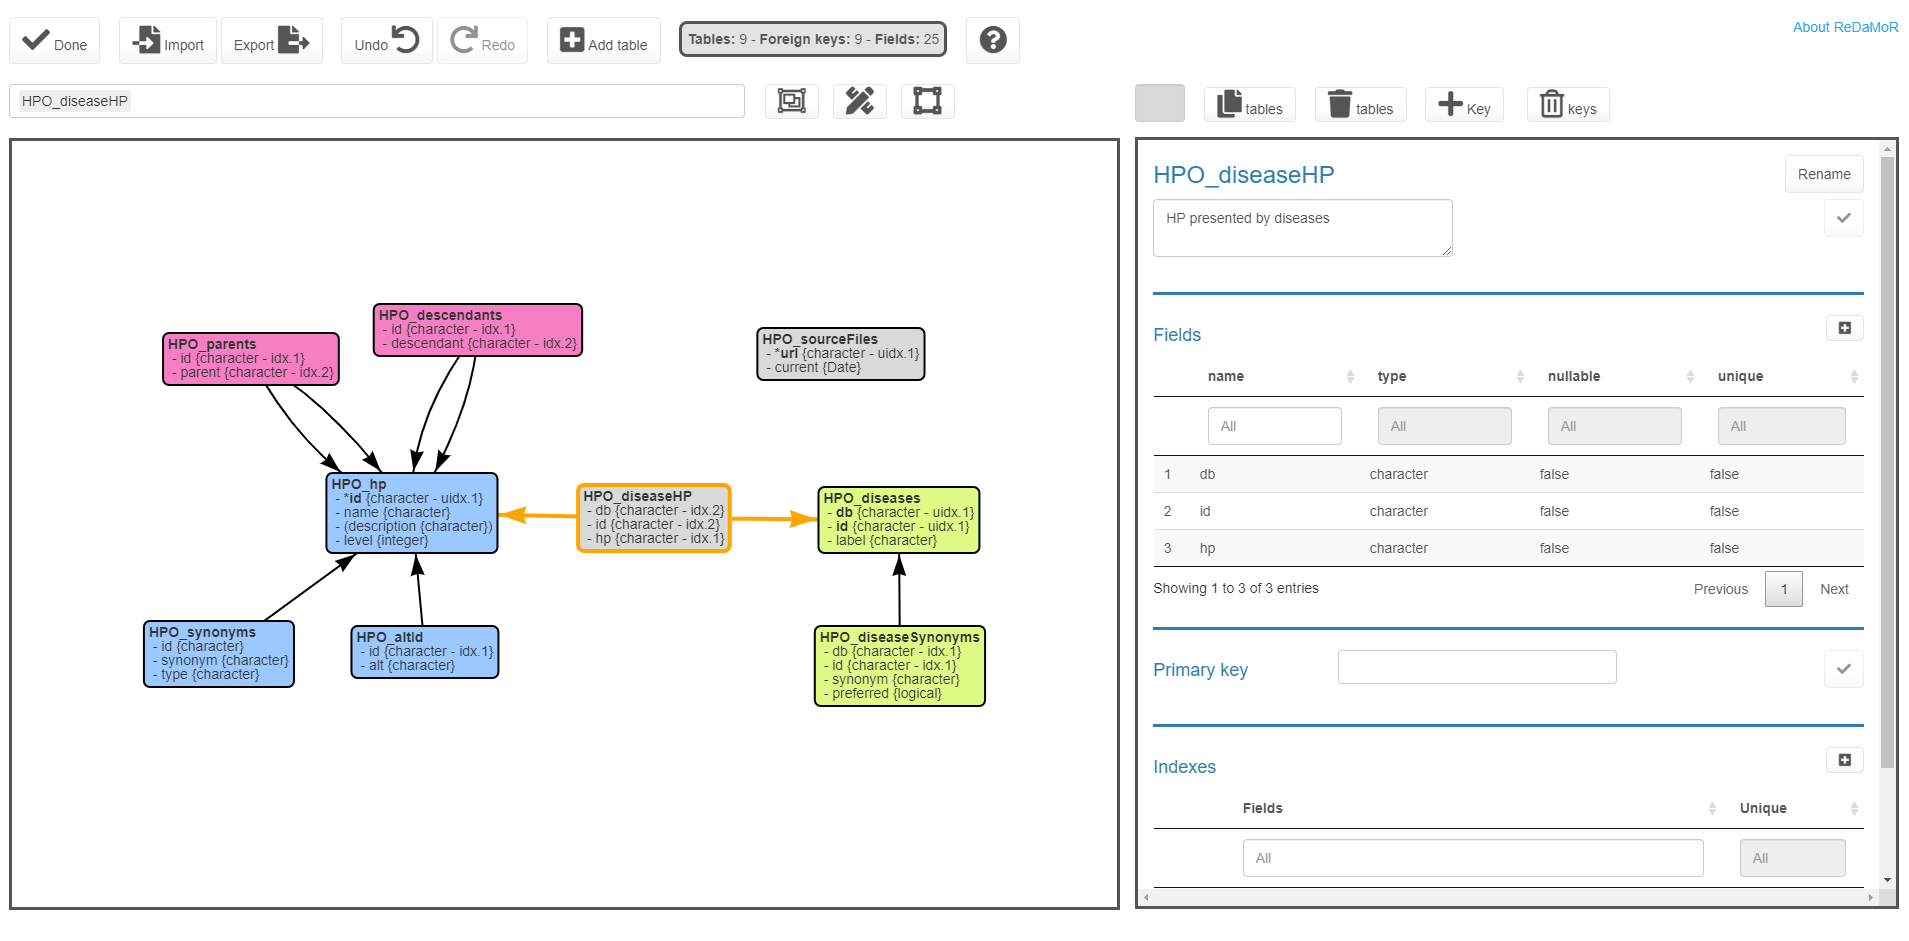 Done
Import
Export
Undo
Redo
Add table
Tables: 9 - Foreign keys: 9 - Fields: 25
About ReDaMoR
HPO_diseaseHP
tables
tables
Key
keys
HPO_parents
- id {character - idx.1}
- parent {character - idx.2}
HPO_descendants
- id {character - idx.1}
- descendant {character - idx.2}
HPO_sourceFiles
- *url {character - uidx.1}
- current {Date}
HPO_hp
- *id {character - uidx.1}
- name {character}
- (description {character})
- level {integer}
HPO_diseaseHP
- db {character - idx.2}
- id {character - idx.2}
- hp {character - idx.1}
HPO_diseases
- db {character - uidx.1}
- id {character - uidx.1}
- label {character}
HPO_synonyms
- id {character}
- synonym {character}
- type {character}
HPO_altId
- id {character - idx.1}
- alt {character}
HPO_diseaseSynonyms
- db {character - idx.1}
- id {character - idx.1}
- synonym {character}
- preferred {logical}
HPO_diseaseHP
Rename
HP presented by diseases
Fields
name type nullable unique
All All All All
1 db character false false
2 id character false false
3 hp character false false
Showing 1 to 3 of 3 entries
Previous 1 Next
Primary key
Indexes
Fields Unique
All All